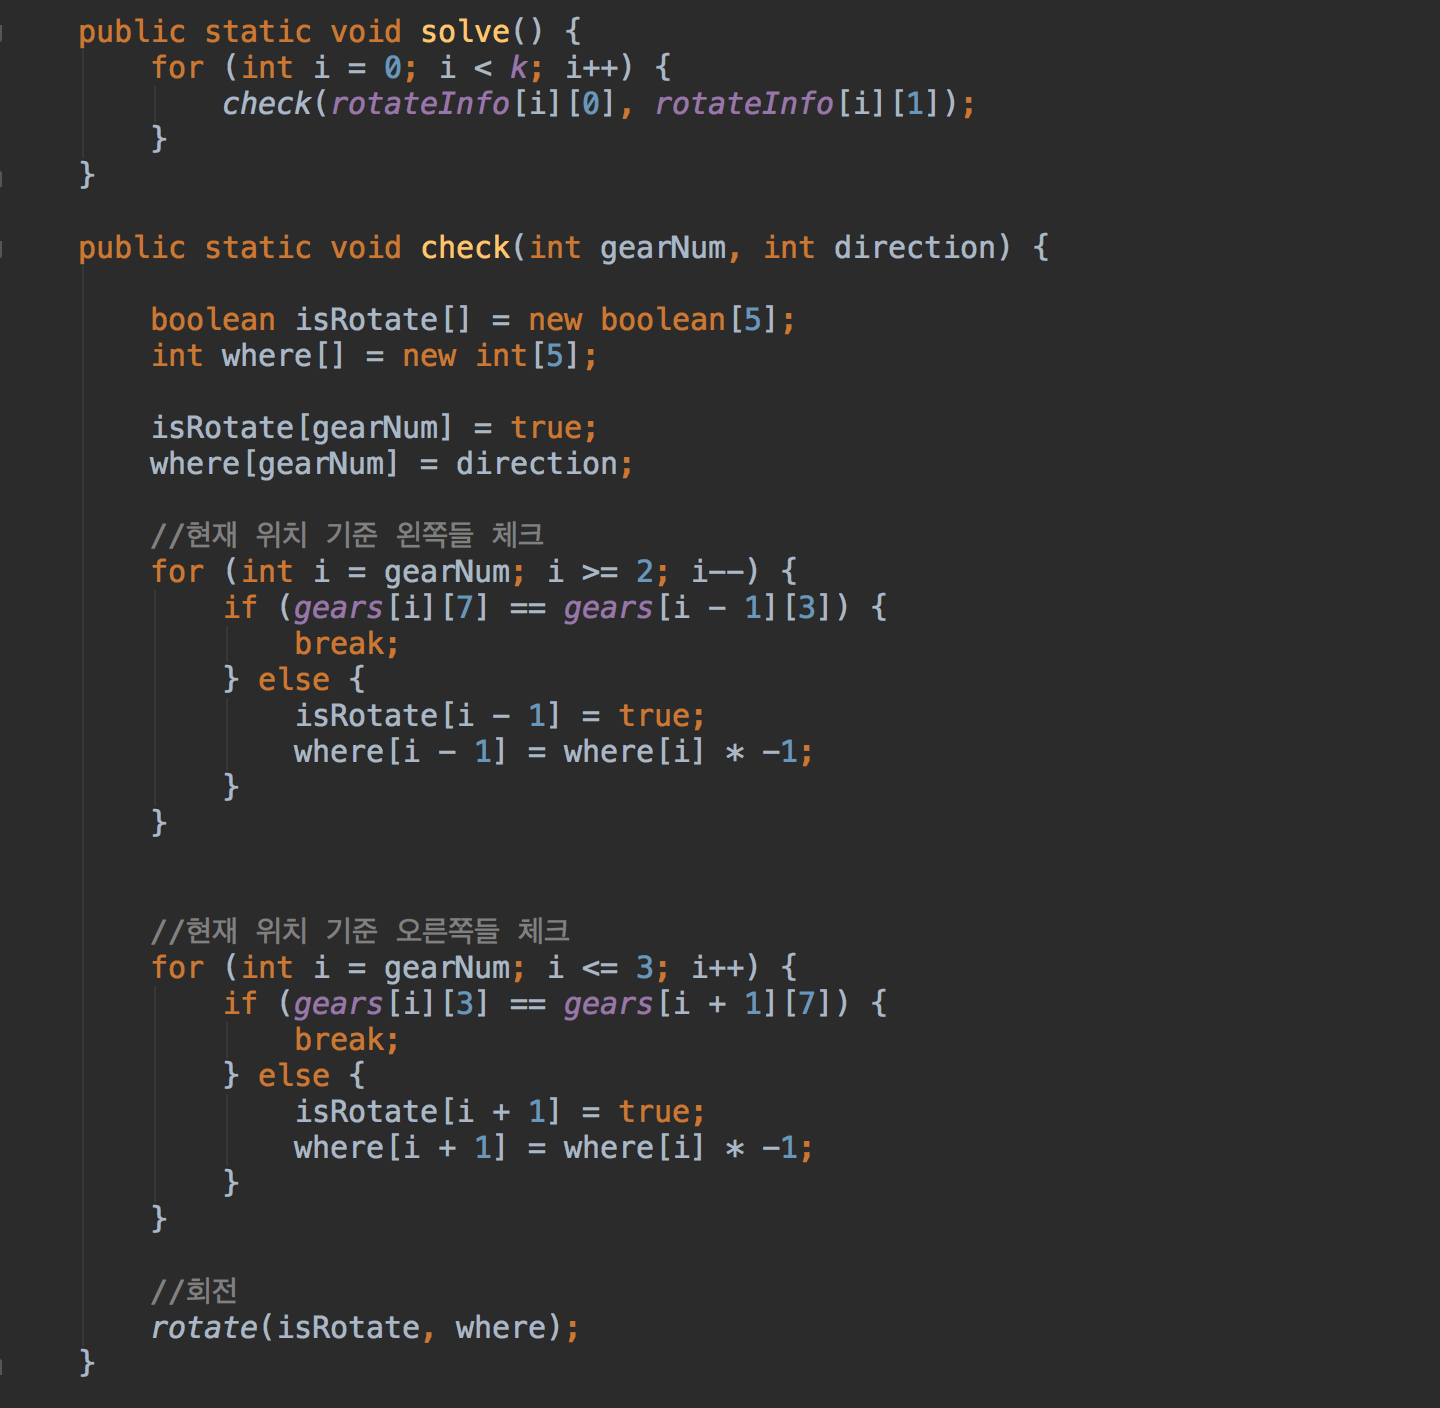 public static void solve() {
    for (int i = 0; i < k; i++) {
        check(rotateInfo[i][0], rotateInfo[i][1]);
    }
}
public static void check(int gearNum, int direction) {
    boolean isRotate[] = new boolean[5];
    int where[] = new int[5];
    isRotate[gearNum] = true;
    where[gearNum] = direction;
    //현재 위치 기준 왼쪽들 체크
    for (int i = gearNum; i >= 2; i--) {
        if (gears[i][7] == gears[i - 1][3]) {
            break;
        } else {
            isRotate[i - 1] = true;
            where[i - 1] = where[i] * -1;
        }
    }
    //현재 위치 기준 오른쪽들 체크
    for (int i = gearNum; i <= 3; i++) {
        if (gears[i][3] == gears[i + 1][7]) {
            break;
        } else {
            isRotate[i + 1] = true;
            where[i + 1] = where[i] * -1;
        }
    }
    //회전
    rotate(isRotate, where);
}